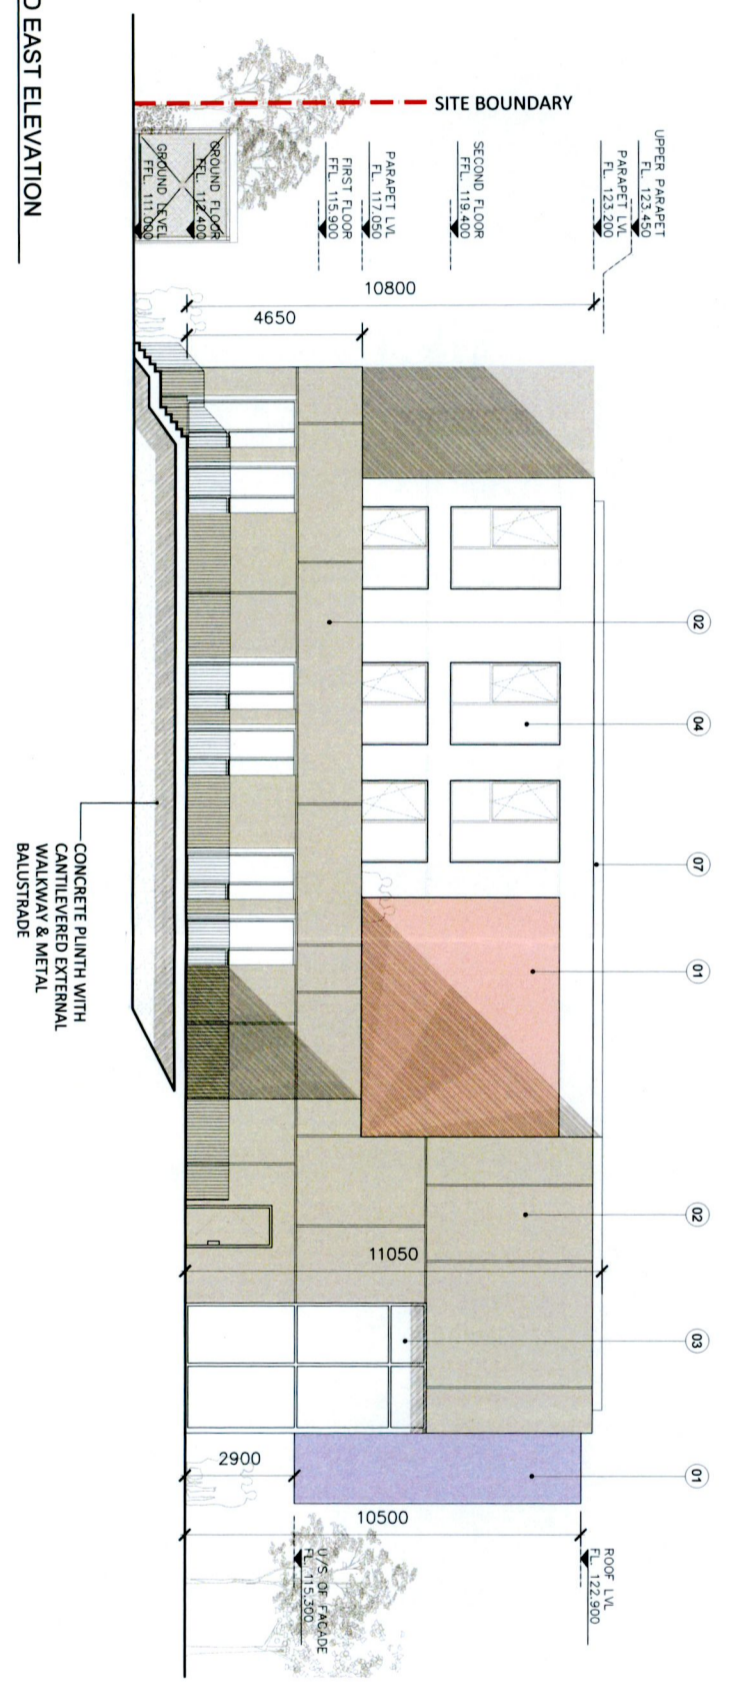 D EAST ELEVATION
SITE BOUNDARY
UPPER PARAPET
FL. 123.450
PARAPET LVL
FL. 123.200
SECOND FLOOR
FFL. 119.400
PARAPET LVL
FL. 117.050
FIRST FLOOR
FFL. 115.900
GROUND FLOOR
FFL. 112.400
GROUND LEVEL
FFL. 111.000
10800
4650
02
04
07
01
02
03
01
11050
2900
10500
ROOF LVL
FL. 122.900
U/S OF FACADE
FL. 115.300
CONCRETE PLINTH WITH
CANTILEVERED EXTERNAL
WALKWAY & METAL
BALUSTRADE